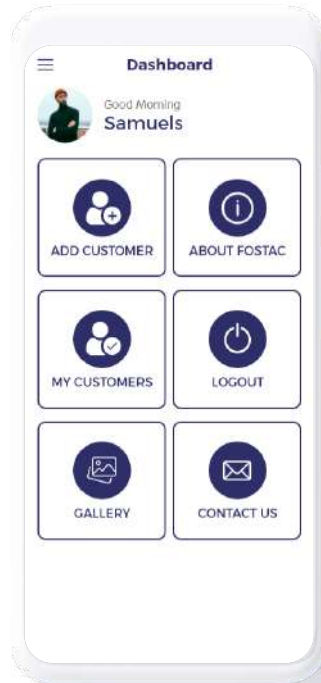 Dashboard
Good Morning
Samuels
ADD CUSTOMER
ABOUT FOSTAC
MY CUSTOMERS
LOGOUT
GALLERY
CONTACT US